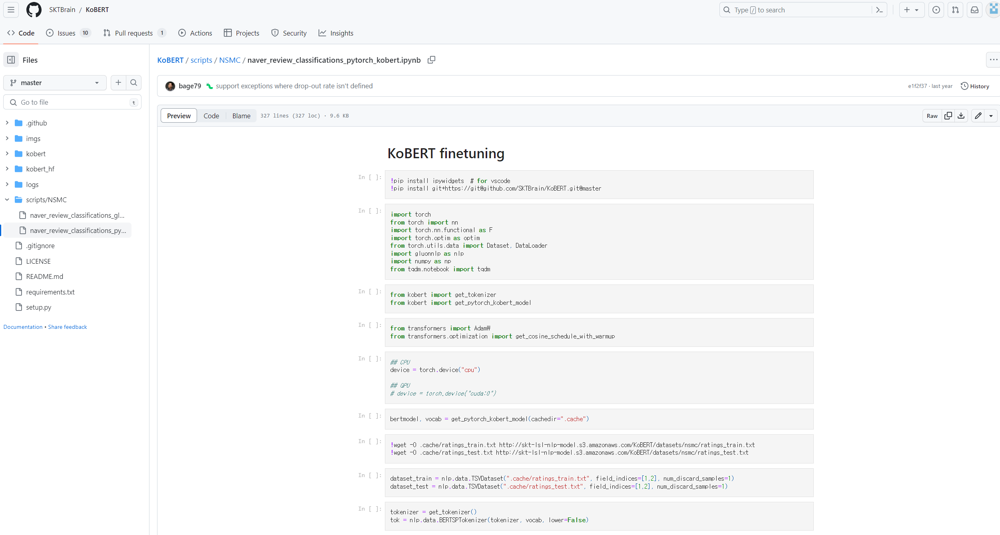 SKTBrain / KoBERT
Type / to search
Code
Issues 10
Pull requests 1
Actions
Projects
Security
Insights
Files
master
Go to file
t
.github
imgs
kobert
kobert_hf
logs
scripts/NSMC
naver_review_classifications_gl...
naver_review_classifications_py...
.gitignore
LICENSE
README.md
requirements.txt
setup.py
Documentation • Share feedback
KoBERT / scripts / NSMC / naver_review_classifications_pytorch_kobert.ipynb
bage79 support exceptions where drop-out rate isn't defined
e1f2f37 · last year
History
Preview
Code
Blame
327 lines (327 loc) · 9.6 KB
Raw
KoBERT finetuning
In [ ]:
!pip install ipywidgets  # for vscode
!pip install git+https://git@github.com/SKTBrain/KoBERT.git@master
In [ ]:
import torch
from torch import nn
import torch.nn.functional as F
import torch.optim as optim
from torch.utils.data import Dataset, DataLoader
import gluonnlp as nlp
import numpy as np
from tqdm.notebook import tqdm
In [ ]:
from kobert import get_tokenizer
from kobert import get_pytorch_kobert_model
In [ ]:
from transformers import AdamW
from transformers.optimization import get_cosine_schedule_with_warmup
In [ ]:
## CPU
device = torch.device("cpu")
## GPU
# device = torch.device("cuda:0")
In [ ]:
bertmodel, vocab = get_pytorch_kobert_model(cachedir=".cache")
In [ ]:
!wget -O .cache/ratings_train.txt http://skt-lsl-nlp-model.s3.amazonaws.com/KoBERT/datasets/nsmc/ratings_train.txt
!wget -O .cache/ratings_test.txt http://skt-lsl-nlp-model.s3.amazonaws.com/KoBERT/datasets/nsmc/ratings_test.txt
In [ ]:
dataset_train = nlp.data.TSVDataset(".cache/ratings_train.txt", field_indices=[1,2], num_discard_samples=1)
dataset_test = nlp.data.TSVDataset(".cache/ratings_test.txt", field_indices=[1,2], num_discard_samples=1)
In [ ]:
tokenizer = get_tokenizer()
tok = nlp.data.BERTSPTokenizer(tokenizer, vocab, lower=False)